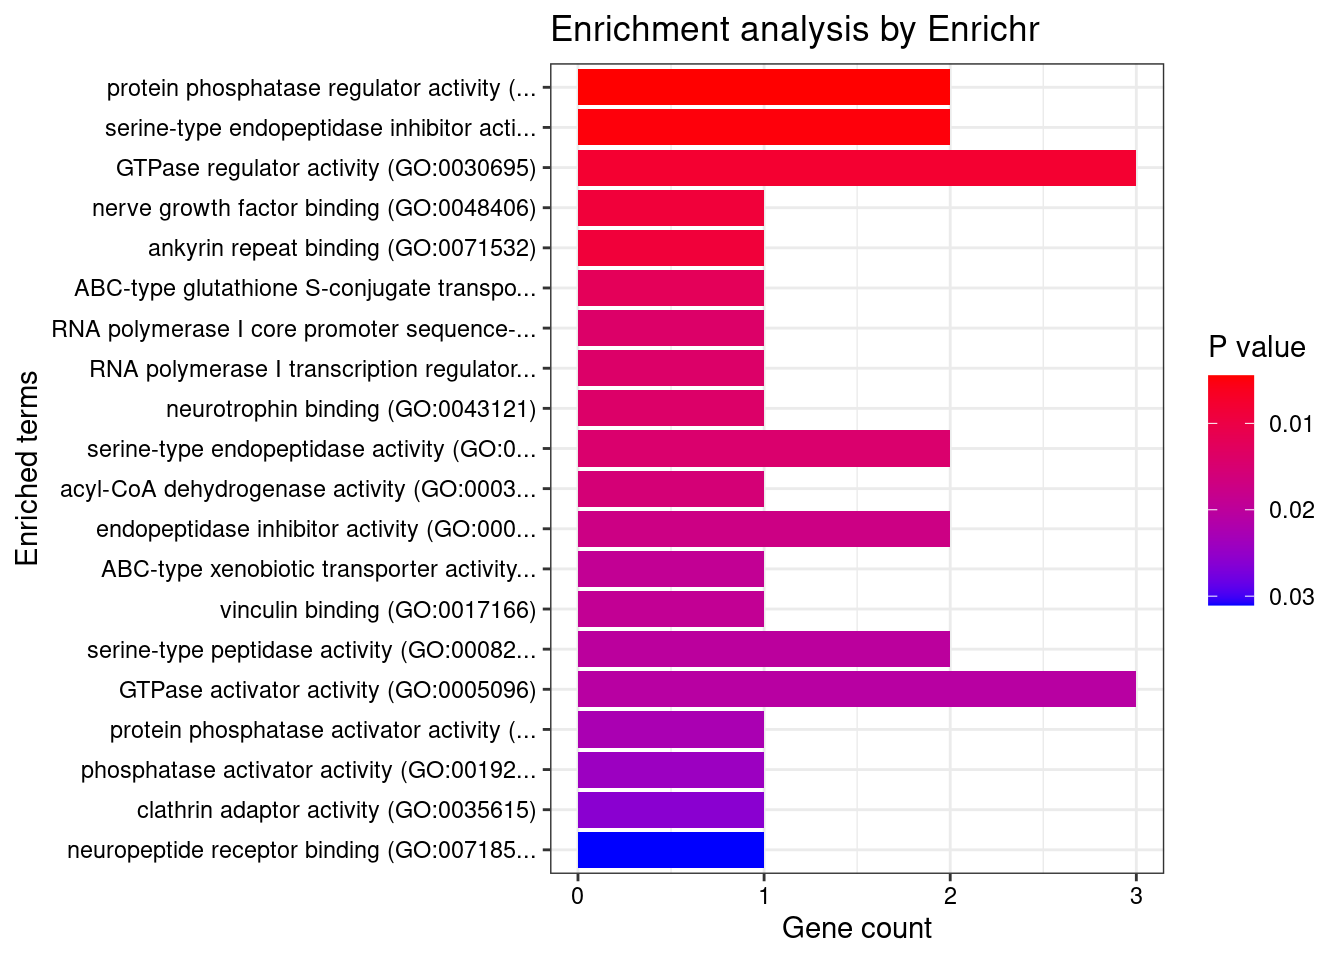 Enrichment analysis by Enrichr
protein phosphatase regulator activity (...
serine-type endopeptidase inhibitor acti...
GTPase regulator activity (GO:0030695)
nerve growth factor binding (GO:0048406)
ankyrin repeat binding (GO:0071532)
ABC-type glutathione S-conjugate transpo...
RNA polymerase I core promoter sequence-...
RNA polymerase I transcription regulator...
neurotrophin binding (GO:0043121)
serine-type endopeptidase activity (GO:0...
acyl-CoA dehydrogenase activity (GO:0003...
endopeptidase inhibitor activity (GO:000...
ABC-type xenobiotic transporter activity...
vinculin binding (GO:0017166)
serine-type peptidase activity (GO:00082...
GTPase activator activity (GO:0005096)
protein phosphatase activator activity (...
phosphatase activator activity (GO:00192...
clathrin adaptor activity (GO:0035615)
neuropeptide receptor binding (GO:007185...
Enriched terms
0 1 2 3
Gene count
P value
0.01
0.02
0.03